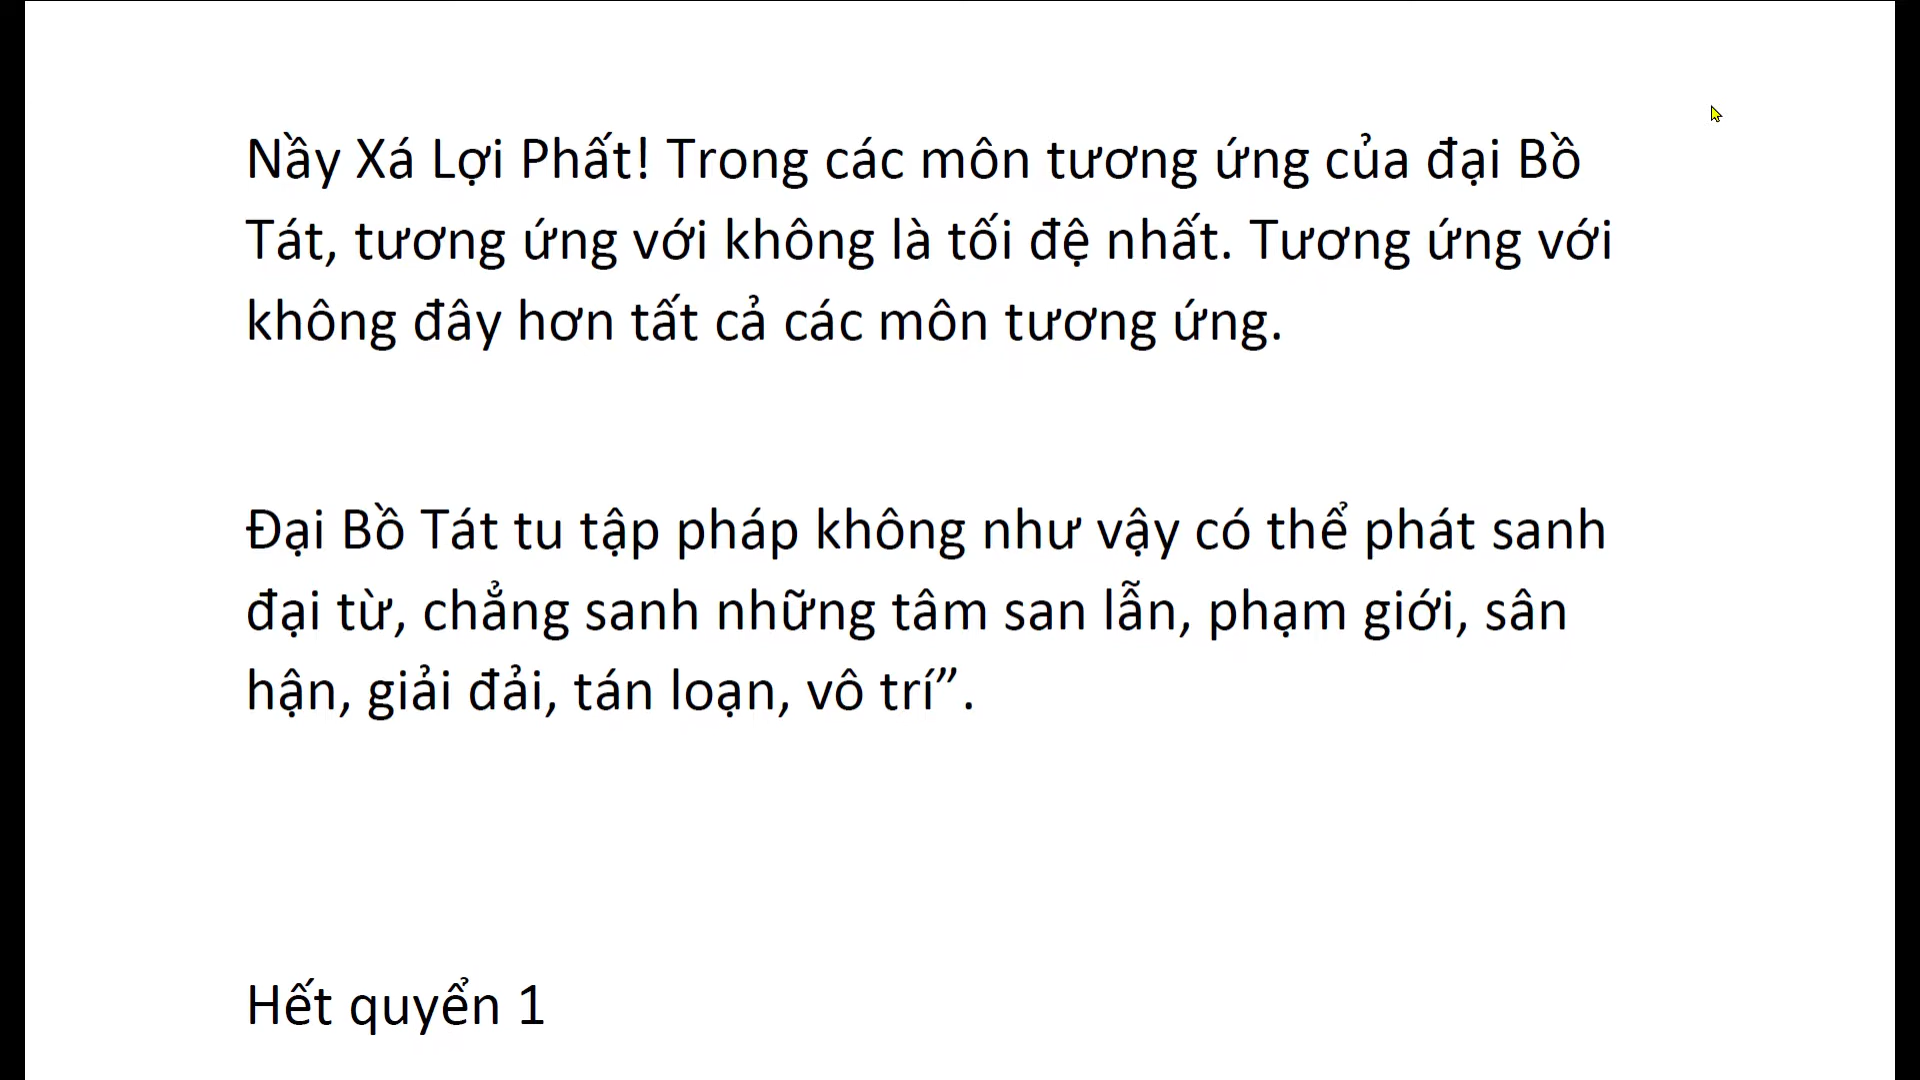 Nầy Xá Lợi Phất! Trong các môn tương ứng của đại Bồ
Tát, tương ứng với không là tối đệ nhất. Tương ứng với
không đây hơn tất cả các môn tương ứng.
Đại Bồ Tát tu tập pháp không như vậy có thể phát sanh
đại từ, chẳng sanh những tâm san lẫn, phạm giới, sân
hận, giải đải, tán loạn, vô trí”.
Hết quyển 1